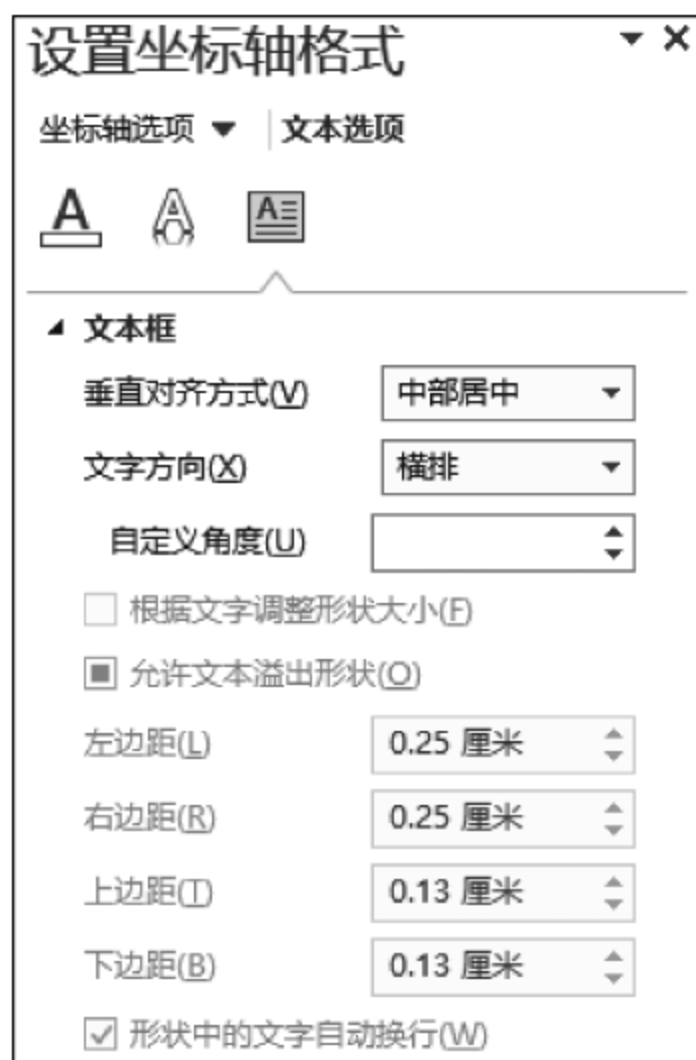 设置坐标轴格式
坐标轴选项 文本选项
文本框
垂直对齐方式(V) 中部居中
文字方向(X) 横排
自定义角度(U)
根据文字调整形状大小(F)
允许文本溢出形状(O)
左边距(L) 0.25 厘米
右边距(R) 0.25 厘米
上边距(T) 0.13 厘米
下边距(B) 0.13 厘米
形状中的文字自动换行(W)